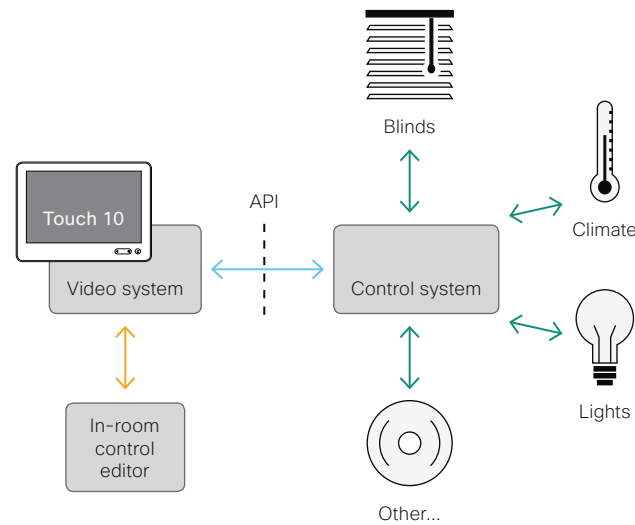 Blinds
Climate
API
Touch 10
Video system
Control system
Lights
In-room
control
editor
Other...